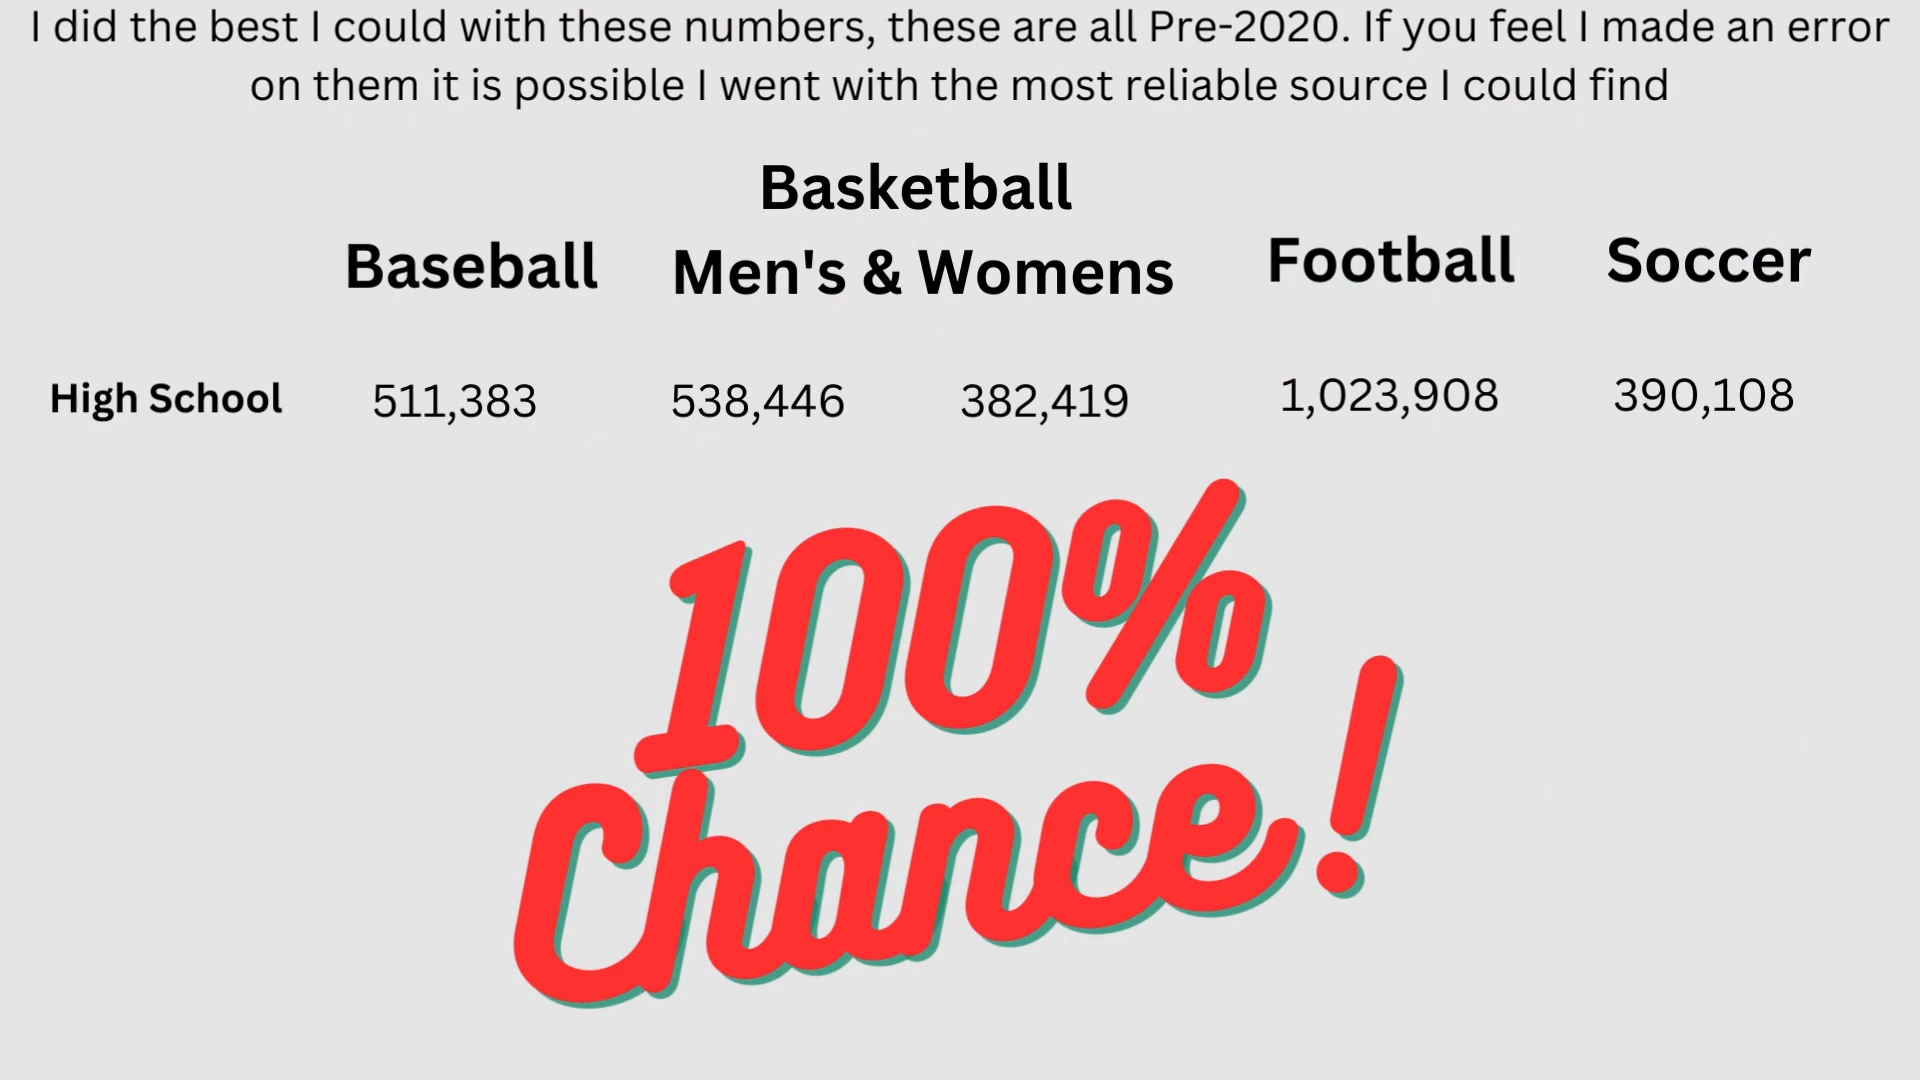 I did the best I could with these numbers, these are all Pre-2020. If you feel I made an error
on them it is possible I went with the most reliable source I could find
Basketball
Baseball Men's & Womens Football Soccer
High School 511,383 538,446 382,419 1,023,908 390,108
100%
Chance!